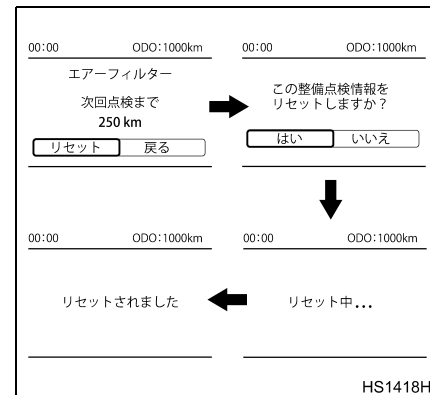 00:00 ODO:1000km
エアーフィルター
次回点検まで
250 km
リセット 戻る
00:00 ODO:1000km
この整備点検情報を
リセットしますか？
はい いいえ
00:00 ODO:1000km
リセット中...
00:00 ODO:1000km
リセットされました
HS1418H